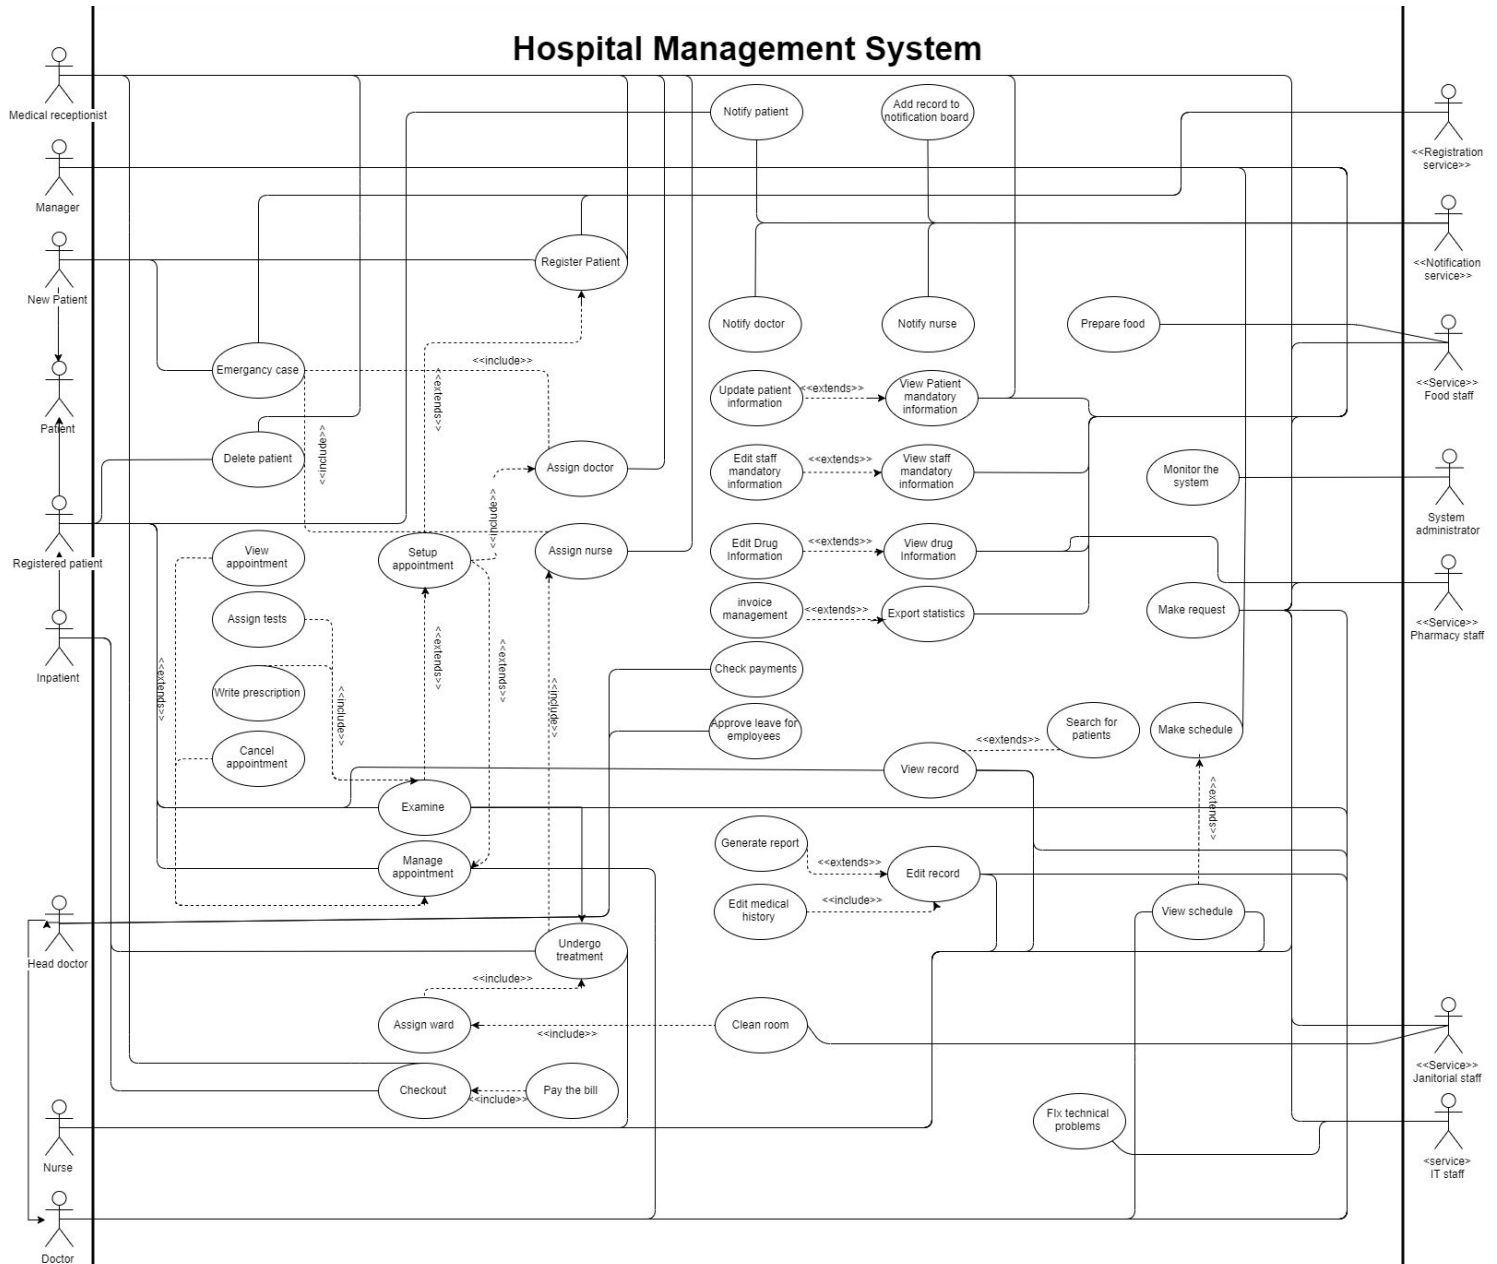 Hospital Management System
Medical receptionist
Manager
New Patient
Patient
Registered patient
Inpatient
Head doctor
Nurse
Doctor
<<Registration
service>>
<<Notification
service>>
<<Service>>
Food staff
System
administrator
<<Service>>
Pharmacy staff
<<Service>>
Janitorial staff
<service>
IT staff
Notify patient
Add record to
notification board
Register Patient
Notify doctor
Notify nurse
Prepare food
Emergancy case
<<include>>
<<extends>>
<<include>>
Update patient
information
<<extends>>
View Patient
mandatory
information
Delete patient
Assign doctor
Edit staff
mandatory
information
<<extends>>
View staff
mandatory
information
Monitor the
system
<<include>>
View
appointment
Setup
appointment
Assign nurse
Edit Drug
Information
<<extends>>
View drug
Information
Assign tests
invoice
management
<<extends>>
Export statistics
Make request
<<extends>>
<<extends>>
<<extends>>
Check payments
Write prescription
<<include>>
<<include>>
Approve leave for
employees
Search for
patients
Make schedule
<<extends>>
Cancel
appointment
View record
Examine
<<extends>>
Manage
appointment
Generate report
<<extends>>
Edit record
Edit medical
history
<<include>>
View schedule
Undergo
treatment
<<include>>
Assign ward
<<include>>
Clean room
Checkout
<<include>>
Pay the bill
FIx technical
problems